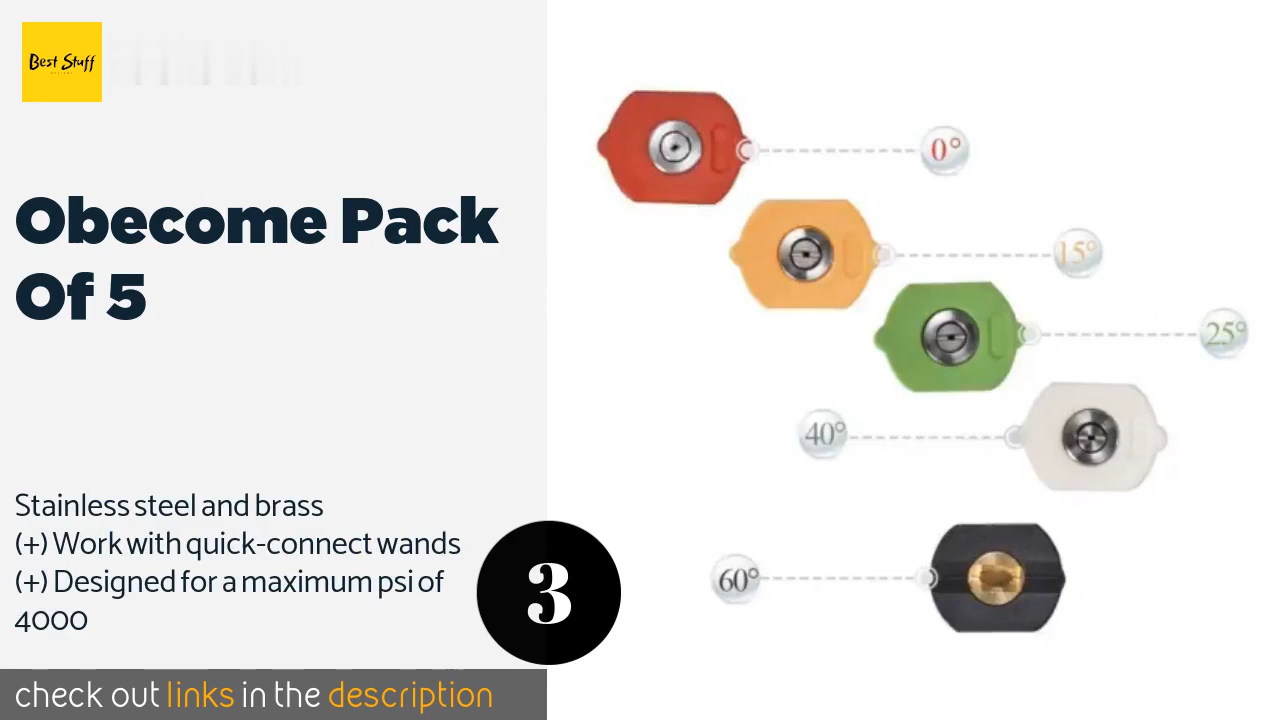 Best Stuff
Obecome Pack
Of 5
Stainless steel and brass
(+) Work with quick-connect wands
(+) Designed for a maximum psi of
4000
3
check out links in the description
0°
15°
25°
40°
60°